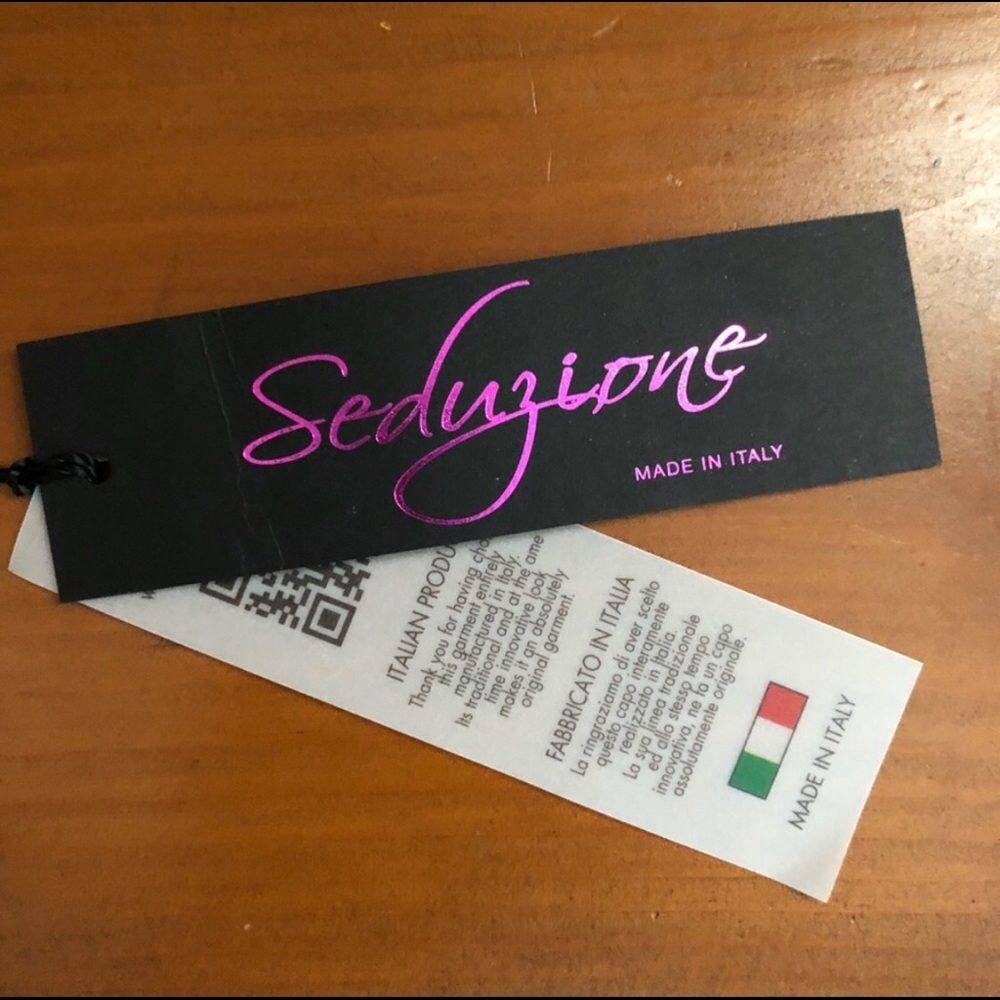 Seduzione
MADE IN ITALY
ITALIAN
Thank you for having
this garment entirely
manufactured in Italy.
Its traditional and at the
time innovative look
makes it an absolutely
original garment.
FABBRICATO IN ITALIA
La ringraziamo di aver scelto
questo capo interamente
realizzato in Italia.
La sua linea tradizionale
ed allo stesso tempo
innovativa, ne fa un capo
assolutamente originale.
MADE IN ITALY